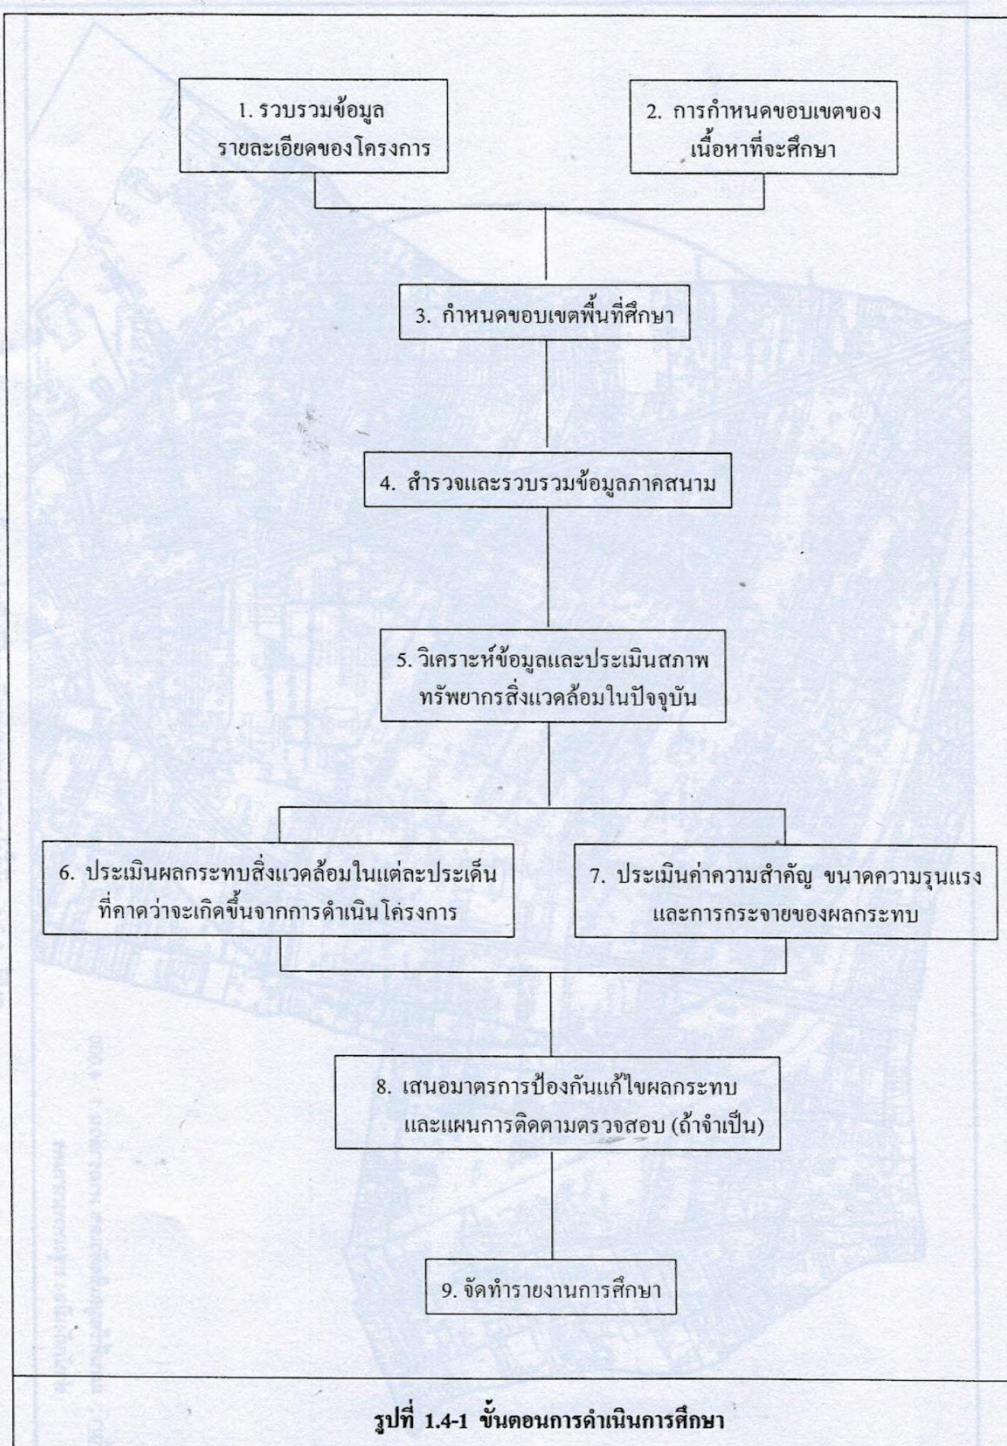 1. รวบรวมข้อมูล
รายละเอียดของโครงการ
2. การกำหนดขอบเขตของ
เนื้อหาที่จะศึกษา
3. กำหนดขอบเขตพื้นที่ศึกษา
4. สำรวจและรวบรวมข้อมูลภาคสนาม
5. วิเคราะห์ข้อมูลและประเมินสภาพ
ทรัพยากรสิ่งแวดล้อมในปัจจุบัน
6. ประเมินผลกระทบสิ่งแวดล้อมในแต่ละประเด็น
ที่คาดว่าจะเกิดขึ้นจากการดำเนินโครงการ
7. ประเมินค่าความสำคัญ ขนาดความรุนแรง
และการกระจายของผลกระทบ
8. เสนอมาตรการป้องกันแก้ไขผลกระทบ
และแผนการติดตามตรวจสอบ (ถ้าจำเป็น)
9. จัดทำรายงานการศึกษา
รูปที่ 1.4-1 ขั้นตอนการดำเนินการศึกษา